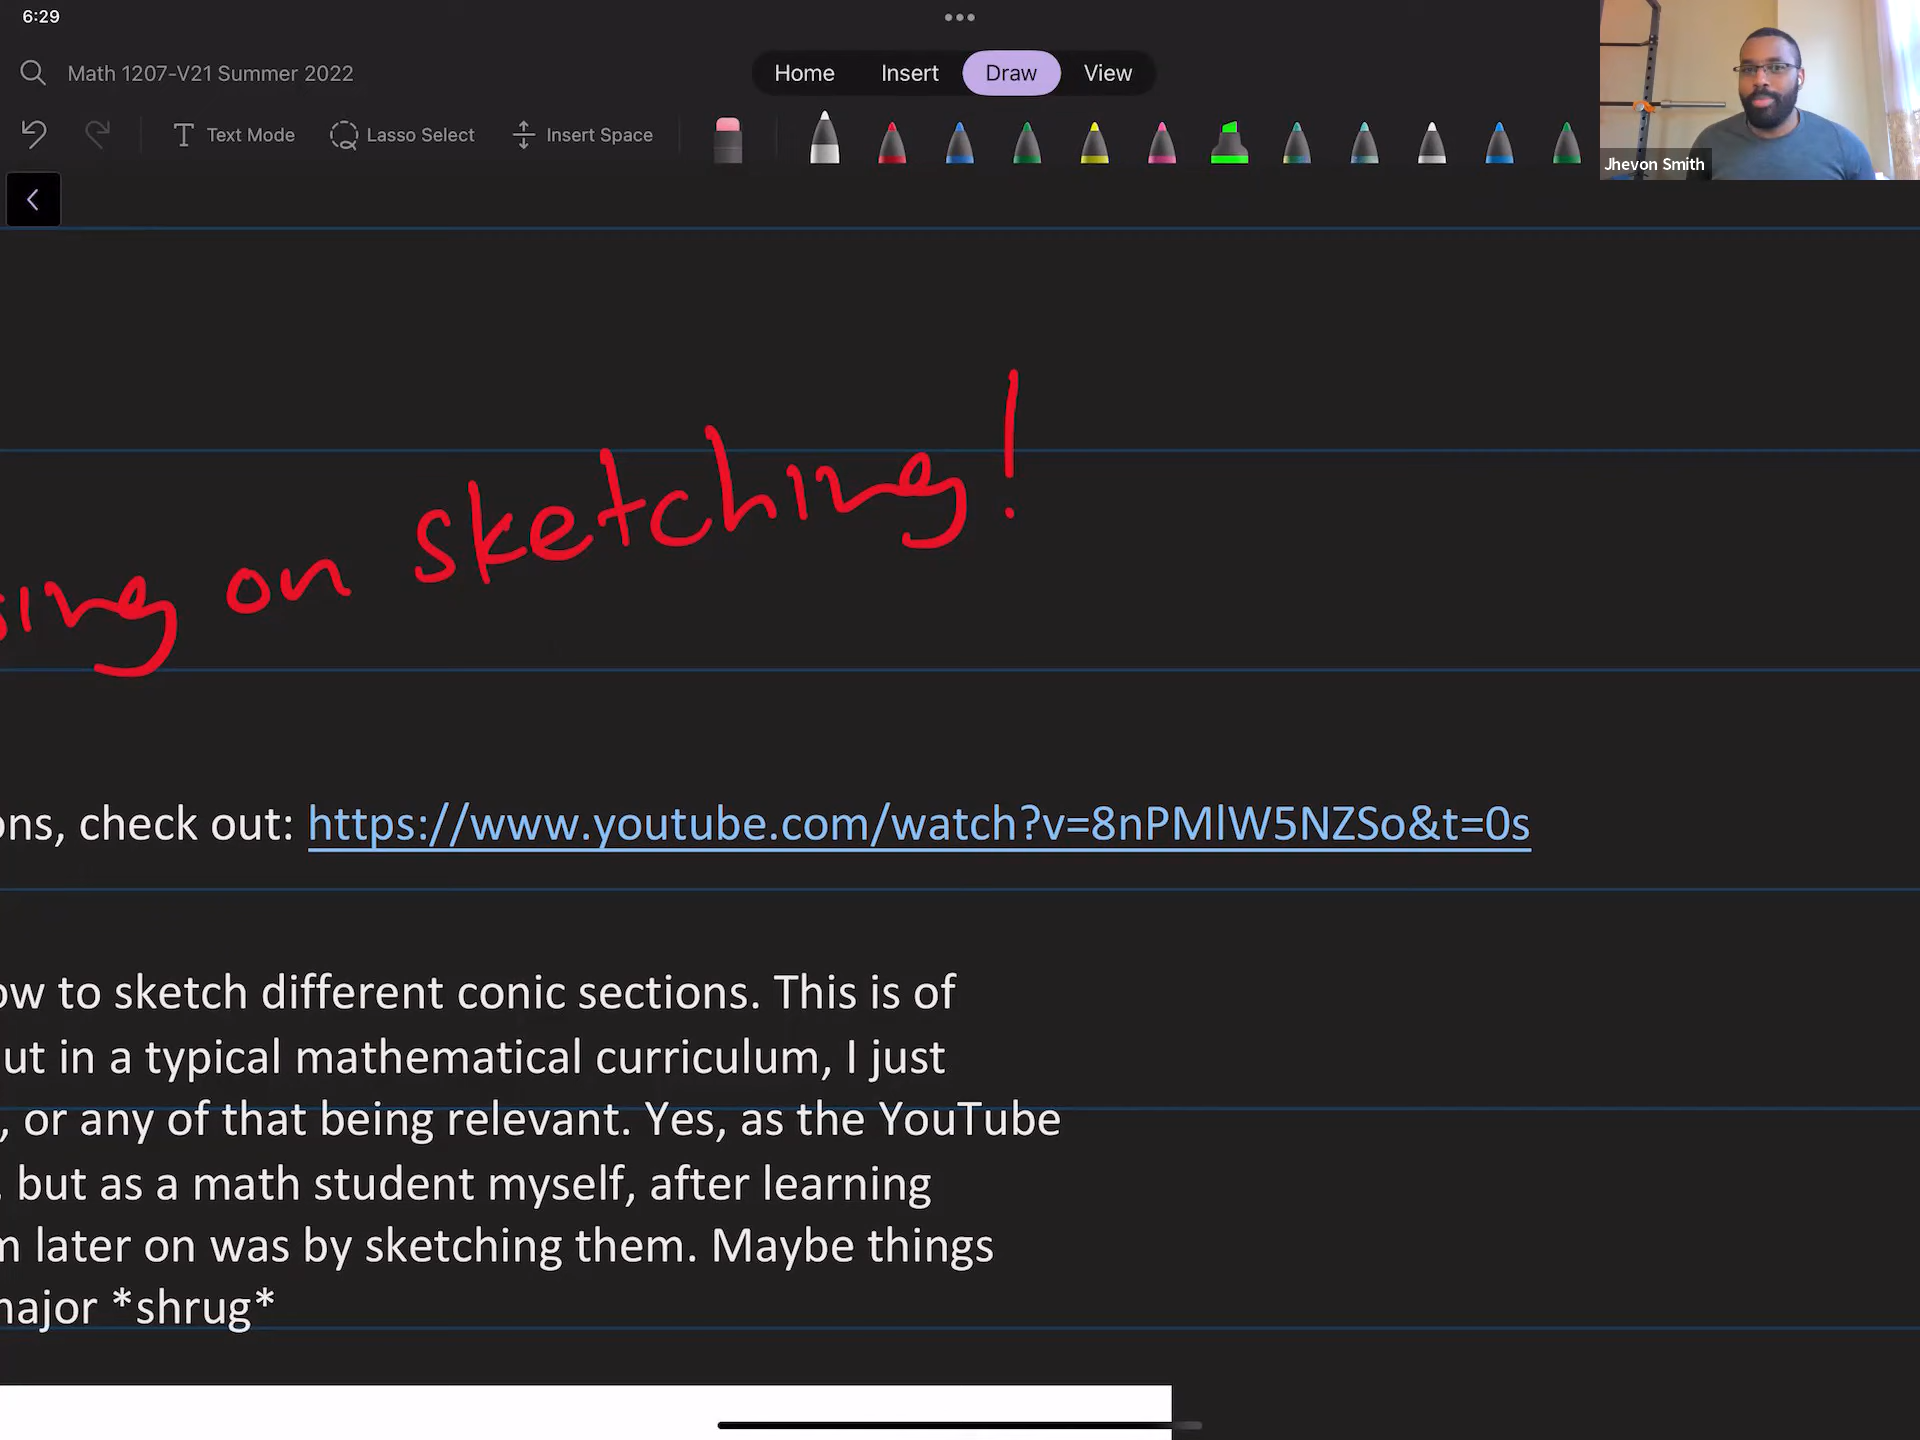 6:29
Math 1207-V21 Summer 2022
Home Insert Draw View
Text Mode Lasso Select Insert Space
Jhevon Smith
sing on sketching!
ons, check out: https://www.youtube.com/watch?v=8nPMlW5NZSo&t=0s
ow to sketch different conic sections. This is of
ut in a typical mathematical curriculum, I just
, or any of that being relevant. Yes, as the YouTube
. but as a math student myself, after learning
m later on was by sketching them. Maybe things
major *shrug*